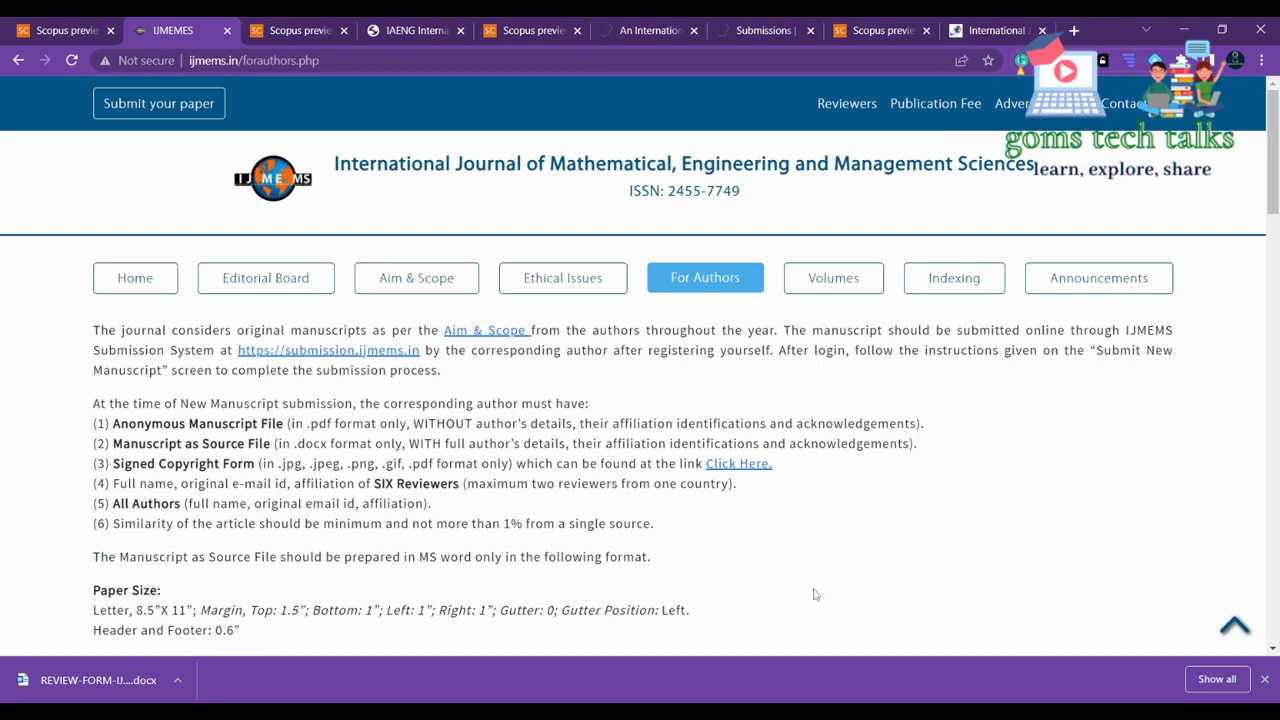 Scopus previe
IJMEMS
Scopus previe
IAENG Interna
Scopus previe
An Internation
Submissions |
Scopus previe
International J
Not secure | ijmems.in/forauthors.php
Submit your paper
Reviewers Publication Fee
goms tech talks
learn, explore, share
IJMEMS
International Journal of Mathematical, Engineering and Management Sciences
ISSN: 2455-7749
Home Editorial Board Aim & Scope Ethical Issues For Authors Volumes Indexing Announcements
The journal considers original manuscripts as per the Aim & Scope from the authors throughout the year. The manuscript should be submitted online through IJMEMS
Submission System at https://submission.ijmems.in by the corresponding author after registering yourself. After login, follow the instructions given on the “Submit New
Manuscript” screen to complete the submission process.
At the time of New Manuscript submission, the corresponding author must have:
(1) Anonymous Manuscript File (in .pdf format only, WITHOUT author’s details, their affiliation identifications and acknowledgements).
(2) Manuscript as Source File (in .docx format only, WITH full author’s details, their affiliation identifications and acknowledgements).
(3) Signed Copyright Form (in .jpg, .jpeg, .png, .gif, .pdf format only) which can be found at the link Click Here.
(4) Full name, original e-mail id, affiliation of SIX Reviewers (maximum two reviewers from one country).
(5) All Authors (full name, original email id, affiliation).
(6) Similarity of the article should be minimum and not more than 1% from a single source.
The Manuscript as Source File should be prepared in MS word only in the following format.
Paper Size:
Letter, 8.5”X 11”; Margin, Top: 1.5”; Bottom: 1”; Left: 1”; Right: 1”; Gutter: 0; Gutter Position: Left.
Header and Footer: 0.6”
REVIEW-FORM-IJ....docx
Show all